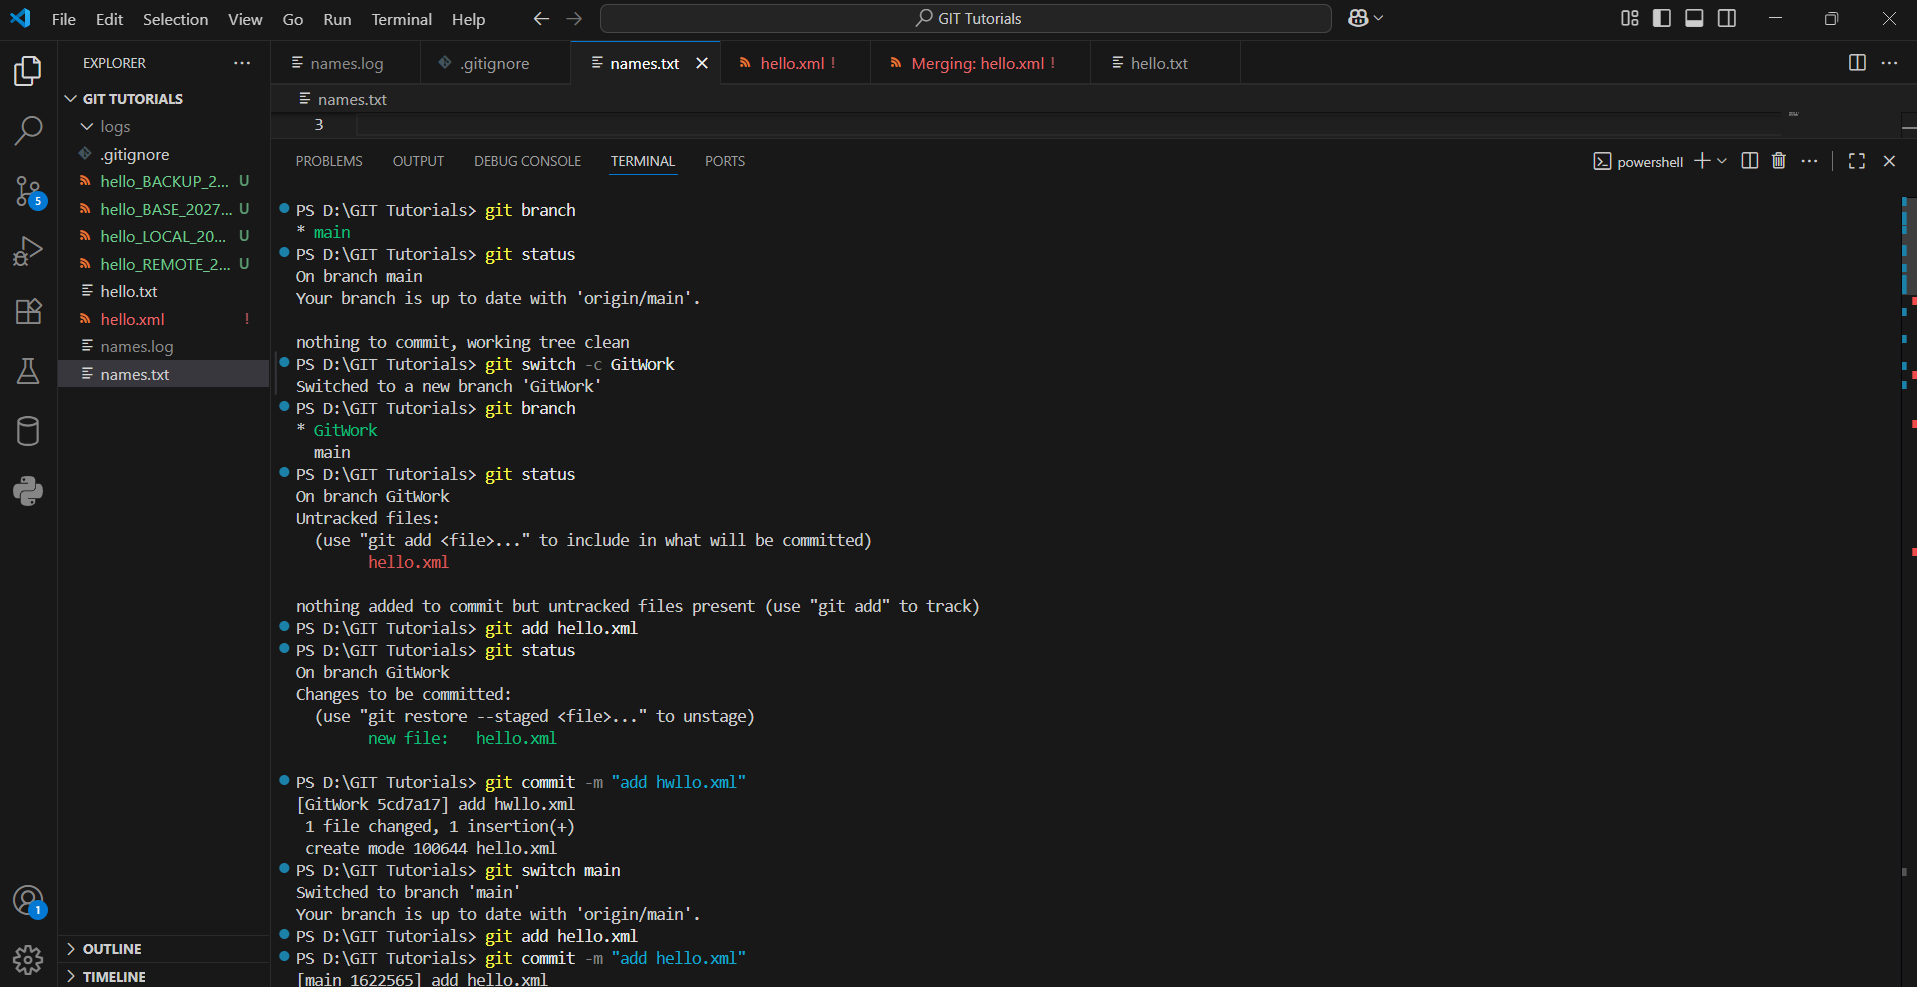 File Edit Selection View Go Run Terminal Help
GIT Tutorials
EXPLORER
GIT TUTORIALS
logs
.gitignore
hello_BACKUP_2... U
hello_BASE_2027... U
hello_LOCAL_20... U
hello_REMOTE_2... U
hello.txt
hello.xml !
names.log
names.txt
OUTLINE
TIMELINE
5
1
names.log
.gitignore
names.txt
hello.xml !
Merging: hello.xml !
hello.txt
names.txt
3
PROBLEMS OUTPUT DEBUG CONSOLE TERMINAL PORTS
powershell
PS D:\GIT Tutorials> git branch
* main
PS D:\GIT Tutorials> git status
On branch main
Your branch is up to date with 'origin/main'.
nothing to commit, working tree clean
PS D:\GIT Tutorials> git switch -c GitWork
Switched to a new branch 'GitWork'
PS D:\GIT Tutorials> git branch
* GitWork
main
PS D:\GIT Tutorials> git status
On branch GitWork
Untracked files:
(use "git add <file>..." to include in what will be committed)
hello.xml
nothing added to commit but untracked files present (use "git add" to track)
PS D:\GIT Tutorials> git add hello.xml
PS D:\GIT Tutorials> git status
On branch GitWork
Changes to be committed:
(use "git restore --staged <file>..." to unstage)
new file: hello.xml
PS D:\GIT Tutorials> git commit -m "add hwllo.xml"
[GitWork 5cd7a17] add hwllo.xml
1 file changed, 1 insertion(+)
create mode 100644 hello.xml
PS D:\GIT Tutorials> git switch main
Switched to branch 'main'
Your branch is up to date with 'origin/main'.
PS D:\GIT Tutorials> git add hello.xml
PS D:\GIT Tutorials> git commit -m "add hello.xml"
[main 1622565] add hello.xml